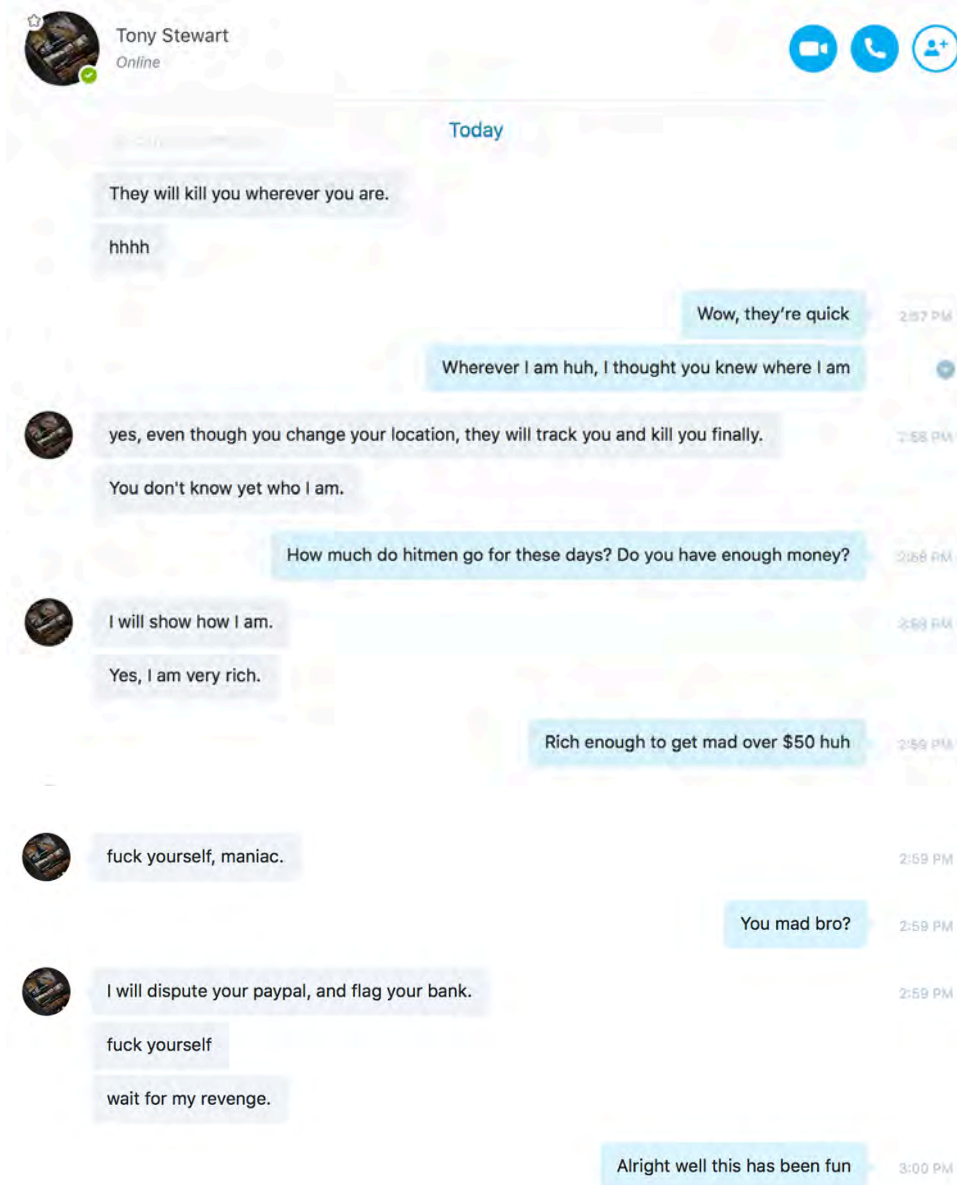 Tony Stewart
Online
Today
They will kill you wherever you are.
hhhh
Wow, they're quick
2:57 PM
Wherever I am huh, I thought you knew where I am
yes, even though you change your location, they will track you and kill you finally.
2:58 PM
You don't know yet who I am.
How much do hitmen go for these days? Do you have enough money?
2:58 PM
I will show how I am.
Yes, I am very rich.
Rich enough to get mad over $50 huh
2:59 PM
fuck yourself, maniac.
2:59 PM
You mad bro?
2:59 PM
I will dispute your paypal, and flag your bank.
2:59 PM
fuck yourself
wait for my revenge.
Alright well this has been fun
3:00 PM